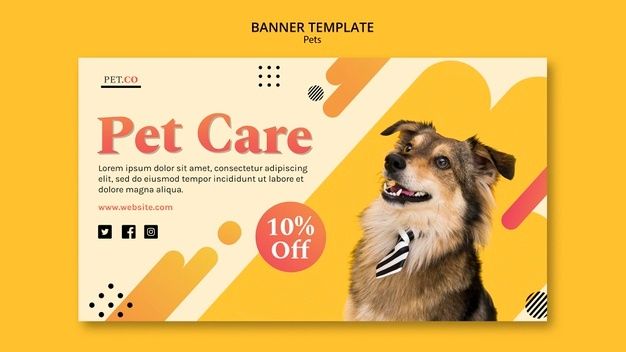 BANNER TEMPLATE
Pets
PET.CO
Pet Care
Lorem ipsum dolor sit amet, consectetur adipiscing
elit, sed do eiusmod tempor incididunt ut labore et
dolore magna aliqua.
www.website.com
10%
Off